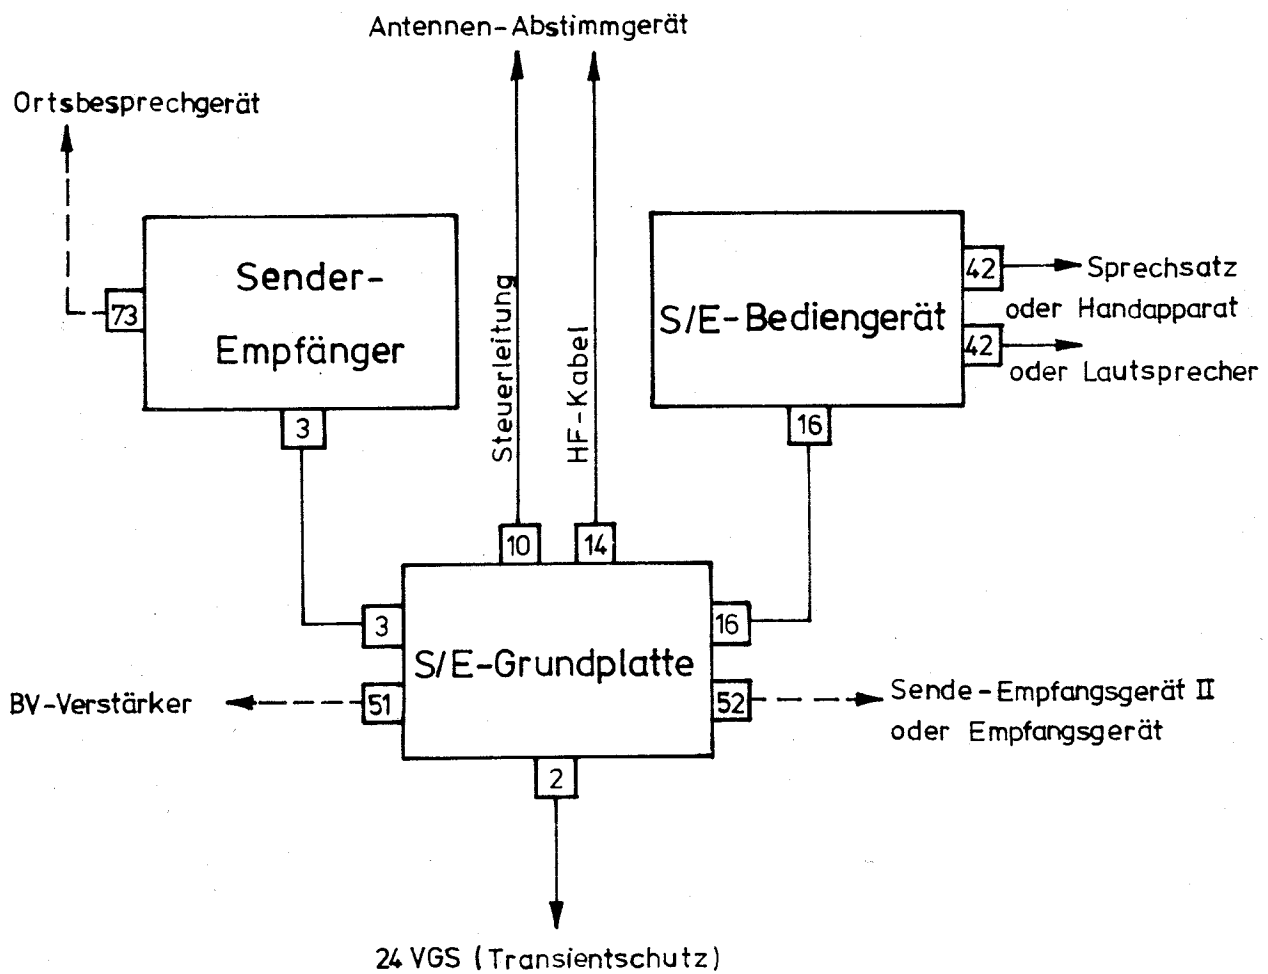 Antennen-Abstimmgerät
Ortsbesprechgerät
Sender-
Empfänger
73
3
Steuerleitung
HF-Kabel
S/E-Bediengerät
42
Sprechsatz
oder Handapparat
42
oder Lautsprecher
16
10
14
3
16
S/E-Grundplatte
51
BV-Verstärker
52
Sende-Empfangsgerät II
oder Empfangsgerät
2
24 VGS (Transientschutz)